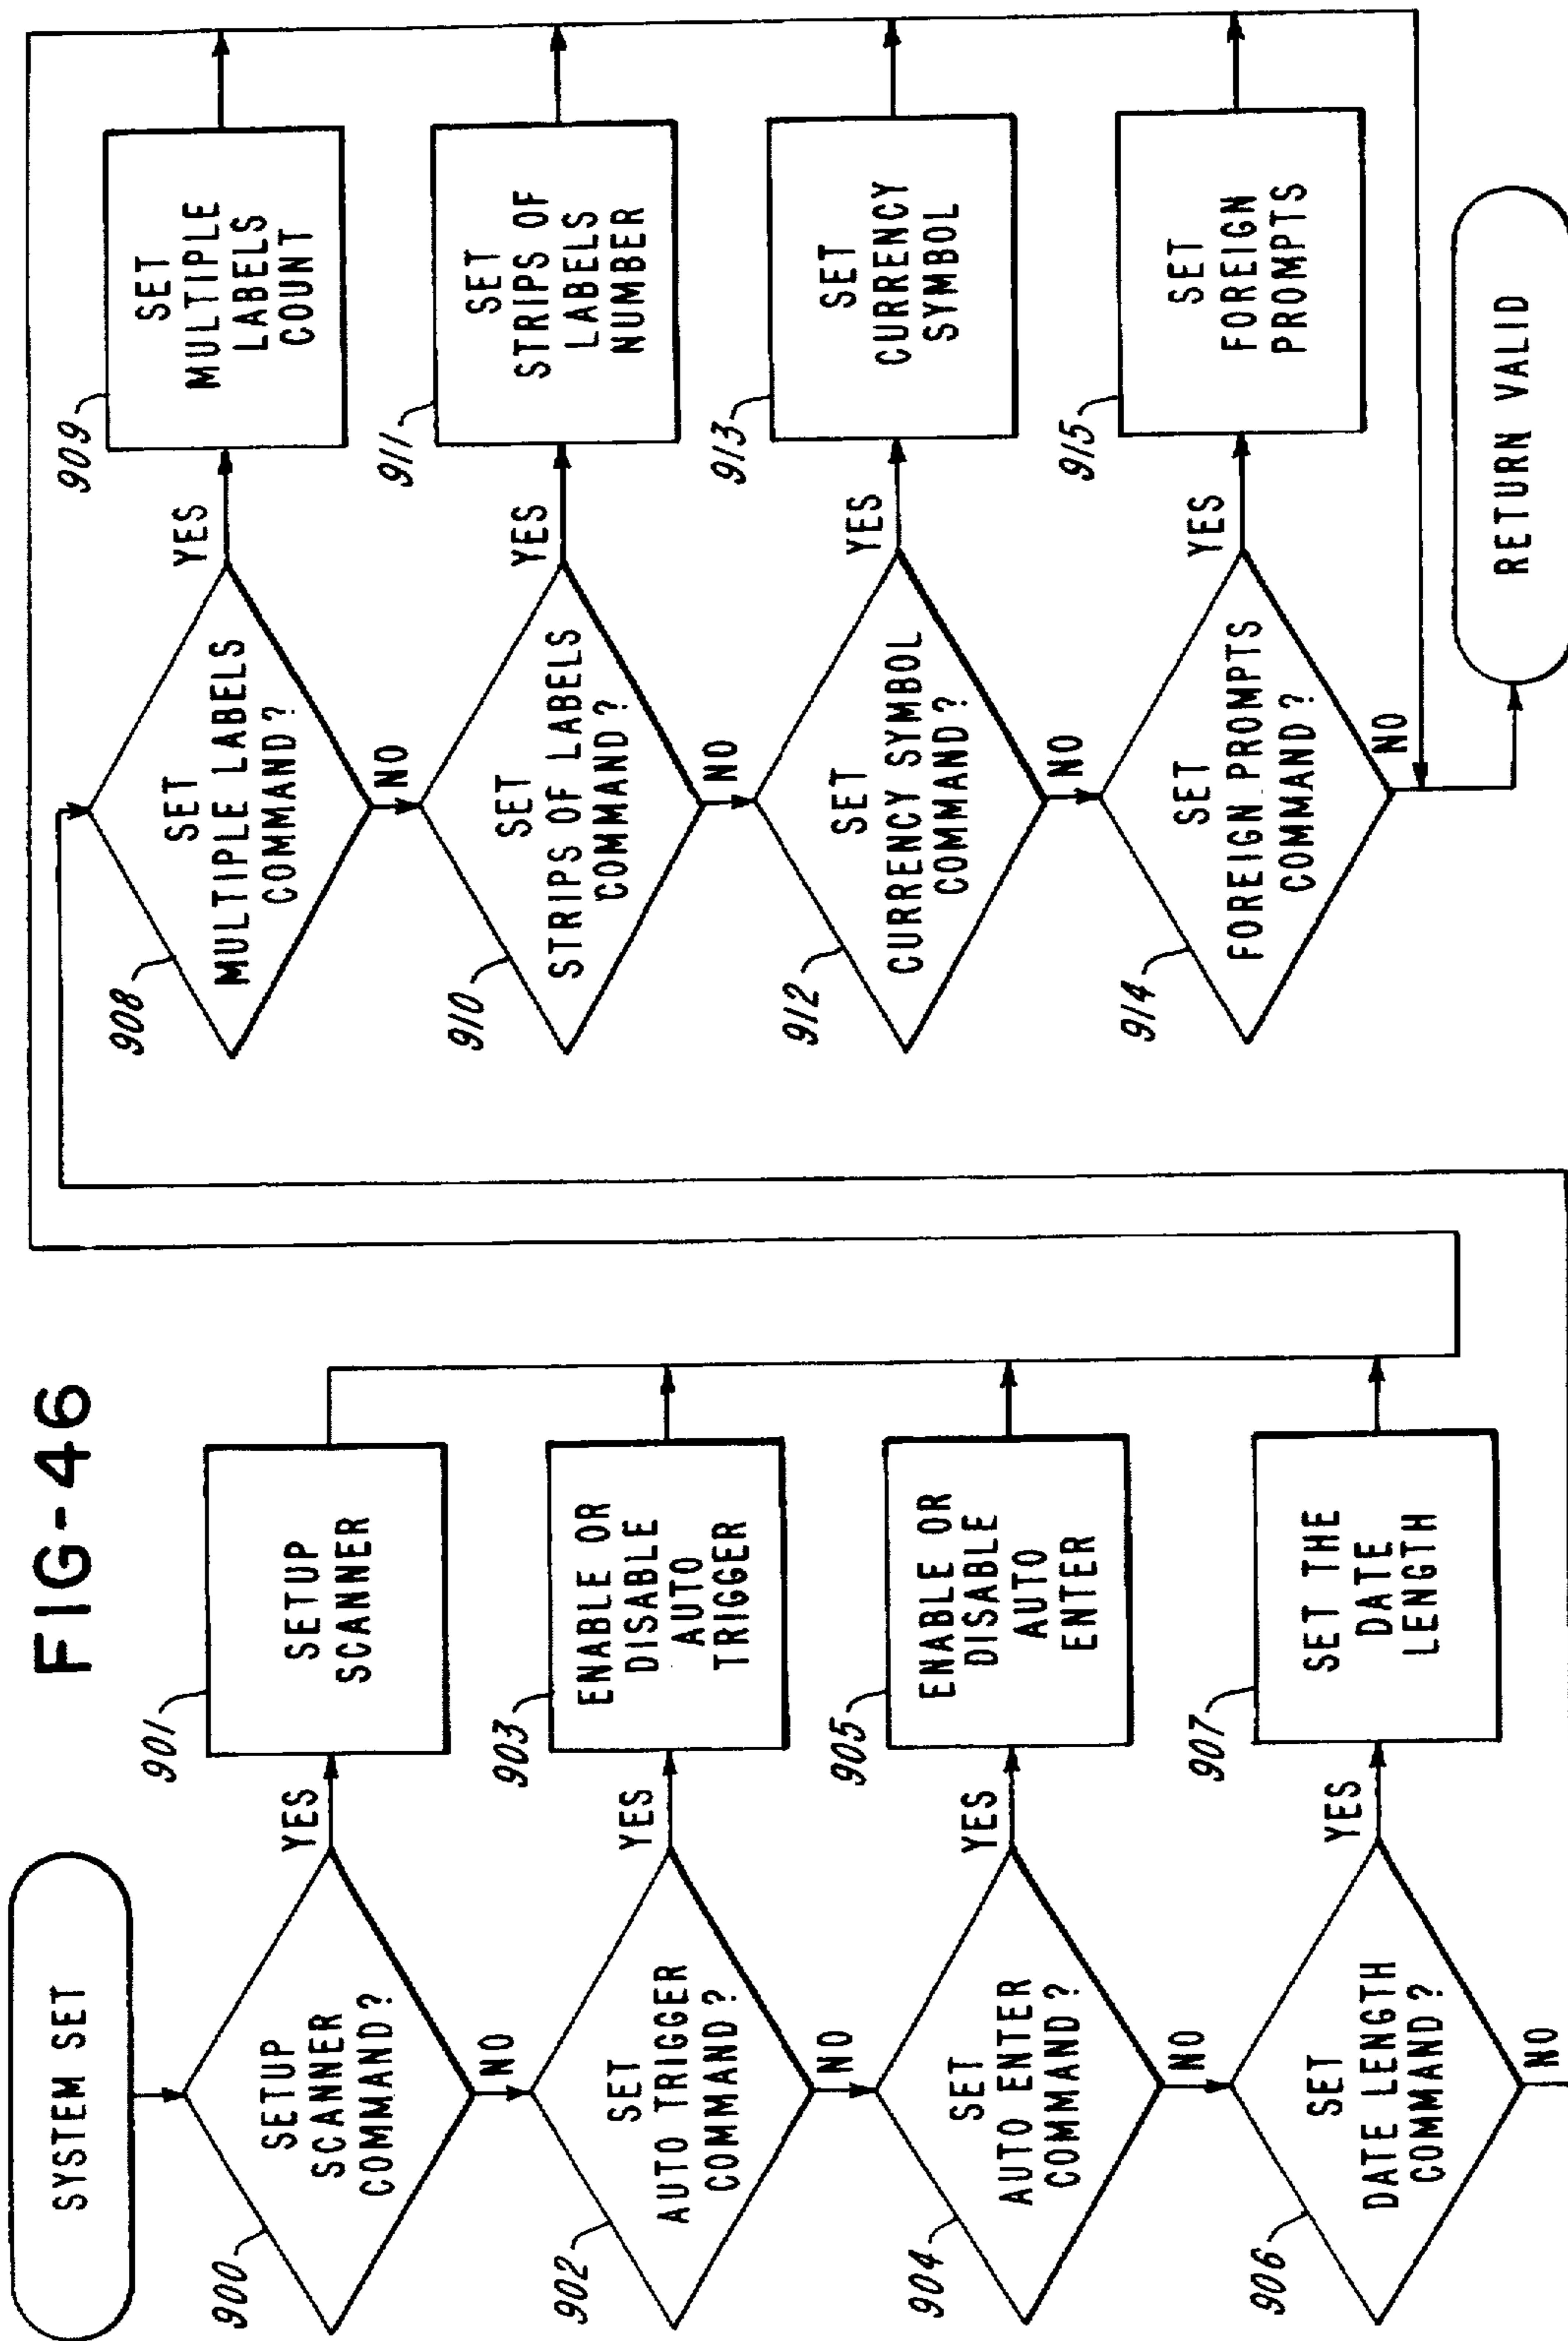 FIG-46
SYSTEM SET
900
SETUP
SCANNER
COMMAND?
YES
NO
901
SETUP
SCANNER
902
SET
AUTO TRIGGER
COMMAND?
YES
NO
903
ENABLE OR
DISABLE
AUTO
TRIGGER
904
SET
AUTO ENTER
COMMAND?
YES
NO
905
ENABLE OR
DISABLE
AUTO
ENTER
906
SET
DATE LENGTH
COMMAND?
YES
NO
907
SET THE
DATE
LENGTH
908
SET
MULTIPLE LABELS
COMMAND?
YES
NO
909
SET
MULTIPLE
LABELS
COUNT
910
SET
STRIPS OF LABELS
COMMAND?
YES
NO
911
SET
STRIPS OF
LABELS
NUMBER
912
SET
CURRENCY SYMBOL
COMMAND?
YES
NO
913
SET
CURRENCY
SYMBOL
914
SET
FOREIGN PROMPTS
COMMAND?
YES
NO
915
SET
FOREIGN
PROMPTS
RETURN VALID